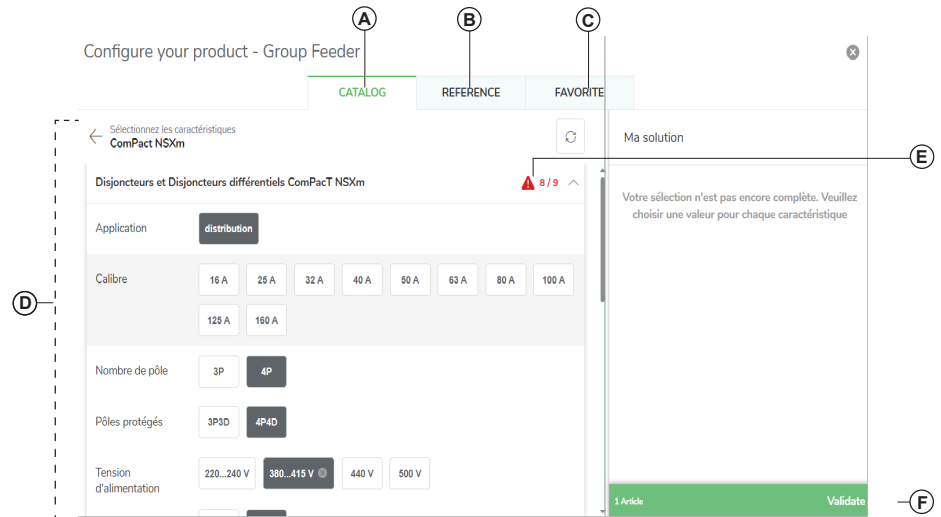 A
B
C
Configure your product - Group Feeder
CATALOG
REFERENCE
FAVORITE
Sélectionnez les caractéristiques
ComPact NSXm
Ma solution
E
Disjoncteurs et Disjoncteurs différentiels ComPacT NSXm
8 / 9
Votre sélection n'est pas encore complète. Veuillez
choisir une valeur pour chaque caractéristique
Application
distribution
Calibre
16 A
25 A
32 A
40 A
50 A
63 A
80 A
100 A
D
125 A
160 A
Nombre de pôle
3P
4P
Pôles protégés
3P3D
4P4D
Tension
d'alimentation
220...240 V
380...415 V
440 V
500 V
1 Article
Validate
F